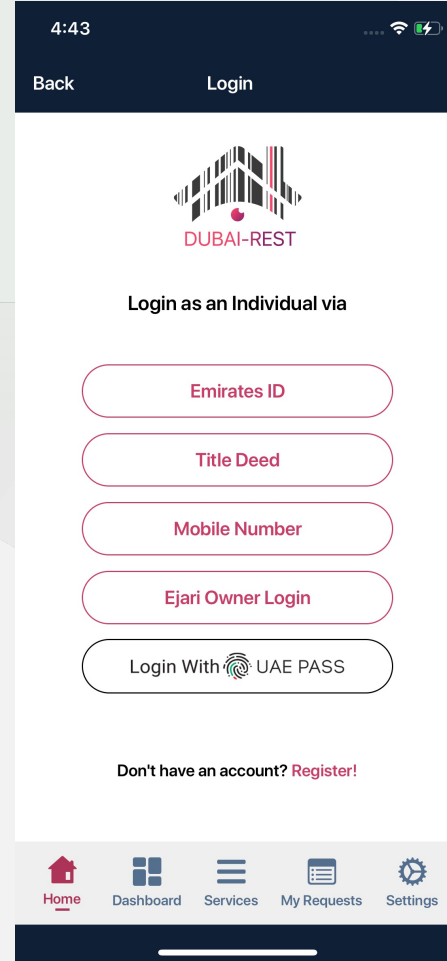 4:43
Back Login
DUBAI-REST
Login as an Individual via
Emirates ID
Title Deed
Mobile Number
Ejari Owner Login
Login With UAE PASS
Don't have an account? Register!
Home Dashboard Services My Requests Settings